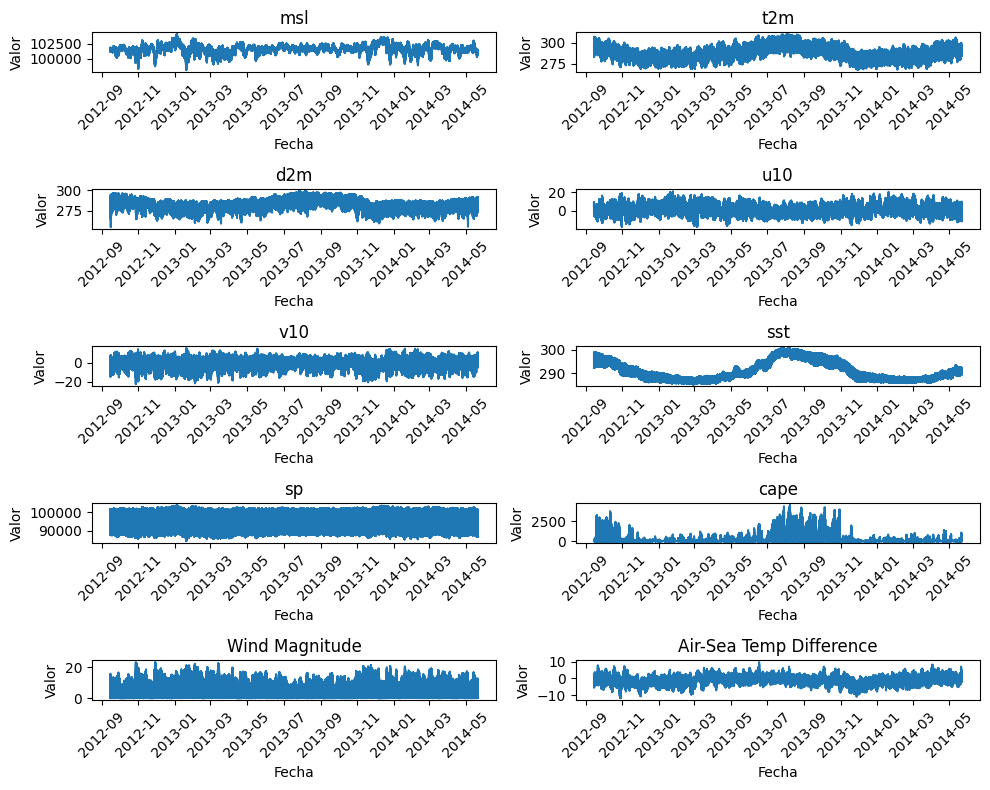 msl
Valor
102500
100000
2012-09 2012-11 2013-01 2013-03 2013-05 2013-07 2013-09 2013-11 2014-01 2014-03 2014-05
Fecha
t2m
Valor
300
275
2012-09 2012-11 2013-01 2013-03 2013-05 2013-07 2013-09 2013-11 2014-01 2014-03 2014-05
Fecha
d2m
Valor
300
275
2012-09 2012-11 2013-01 2013-03 2013-05 2013-07 2013-09 2013-11 2014-01 2014-03 2014-05
Fecha
u10
Valor
20
0
2012-09 2012-11 2013-01 2013-03 2013-05 2013-07 2013-09 2013-11 2014-01 2014-03 2014-05
Fecha
v10
Valor
0
−20
2012-09 2012-11 2013-01 2013-03 2013-05 2013-07 2013-09 2013-11 2014-01 2014-03 2014-05
Fecha
sst
Valor
300
290
2012-09 2012-11 2013-01 2013-03 2013-05 2013-07 2013-09 2013-11 2014-01 2014-03 2014-05
Fecha
sp
Valor
100000
90000
2012-09 2012-11 2013-01 2013-03 2013-05 2013-07 2013-09 2013-11 2014-01 2014-03 2014-05
Fecha
cape
Valor
2500
0
2012-09 2012-11 2013-01 2013-03 2013-05 2013-07 2013-09 2013-11 2014-01 2014-03 2014-05
Fecha
Wind Magnitude
Valor
20
0
2012-09 2012-11 2013-01 2013-03 2013-05 2013-07 2013-09 2013-11 2014-01 2014-03 2014-05
Fecha
Air-Sea Temp Difference
Valor
10
0
−10
2012-09 2012-11 2013-01 2013-03 2013-05 2013-07 2013-09 2013-11 2014-01 2014-03 2014-05
Fecha